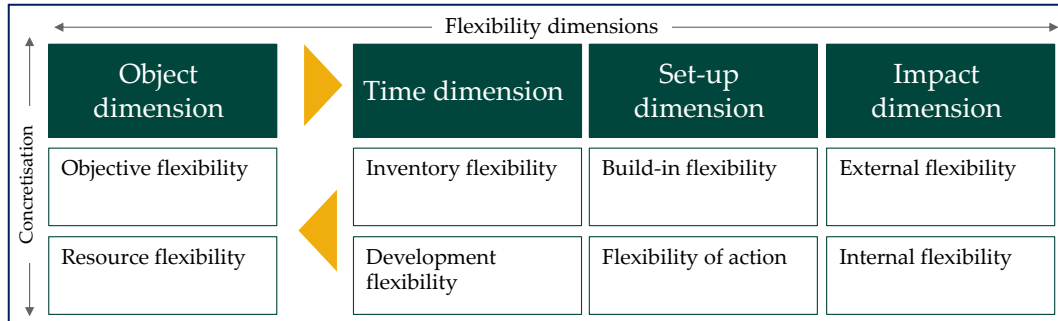 Flexibility dimensions
Concretisation
Object
dimension
Time dimension
Set-up
dimension
Impact
dimension
Objective flexibility
Inventory flexibility
Build-in flexibility
External flexibility
Resource flexibility
Development
flexibility
Flexibility of action
Internal flexibility